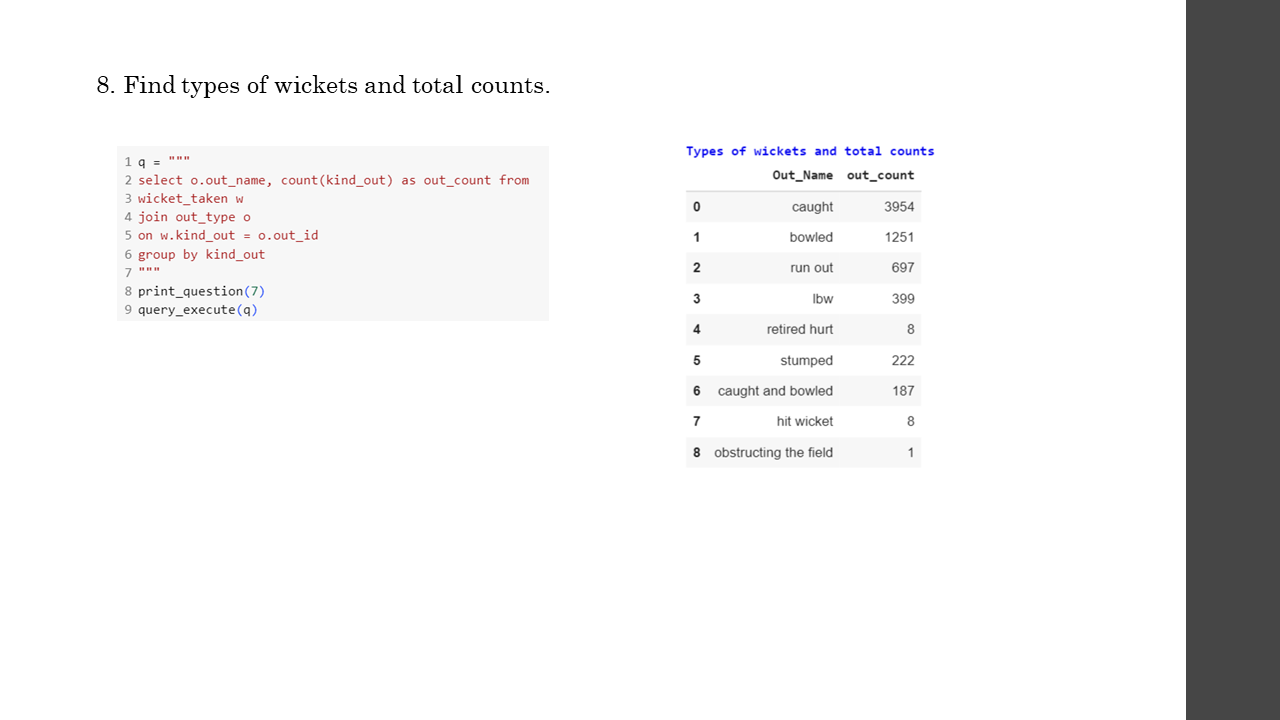 8. Find types of wickets and total counts.
1 q = """
2 select o.out_name, count(kind_out) as out_count from
3 wicket_taken w
4 join out_type o
5 on w.kind_out = o.out_id
6 group by kind_out
7 """
8 print_question(7)
9 query_execute(q)
Types of wickets and total counts
Out_Name out_count
0 caught 3954
1 bowled 1251
2 run out 697
3 lbw 399
4 retired hurt 8
5 stumped 222
6 caught and bowled 187
7 hit wicket 8
8 obstructing the field 1